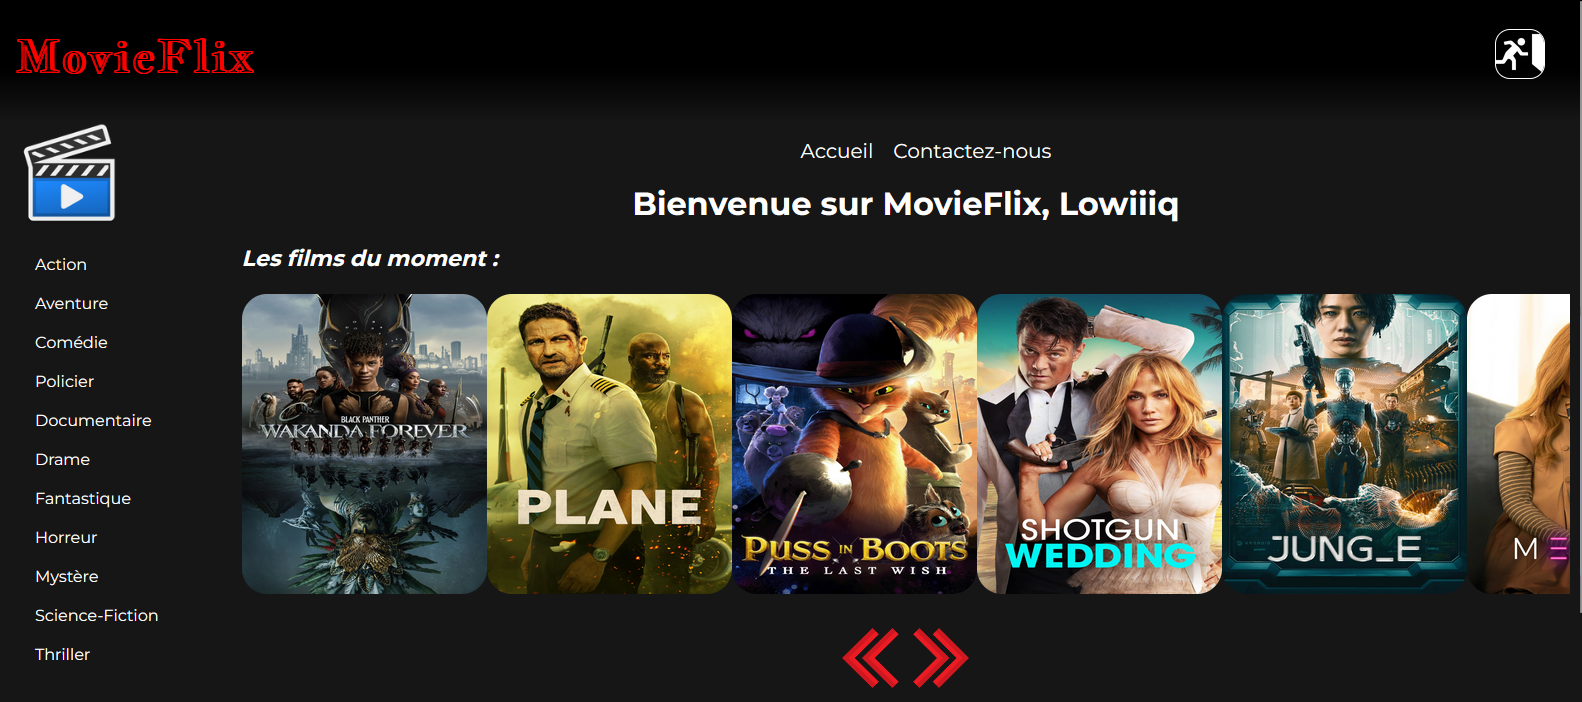 MovieFlix
Accueil Contactez-nous
Bienvenue sur MovieFlix, Lowiiiq
Les films du moment :
Action
Aventure
Comédie
Policier
Documentaire
Drame
Fantastique
Horreur
Mystère
Science-Fiction
Thriller
BLACK PANTHER
WAKANDA FOREVER
PLANE
PUSS IN BOOTS
THE LAST WISH
SHOTGUN
WEDDING
JUNG_E
M